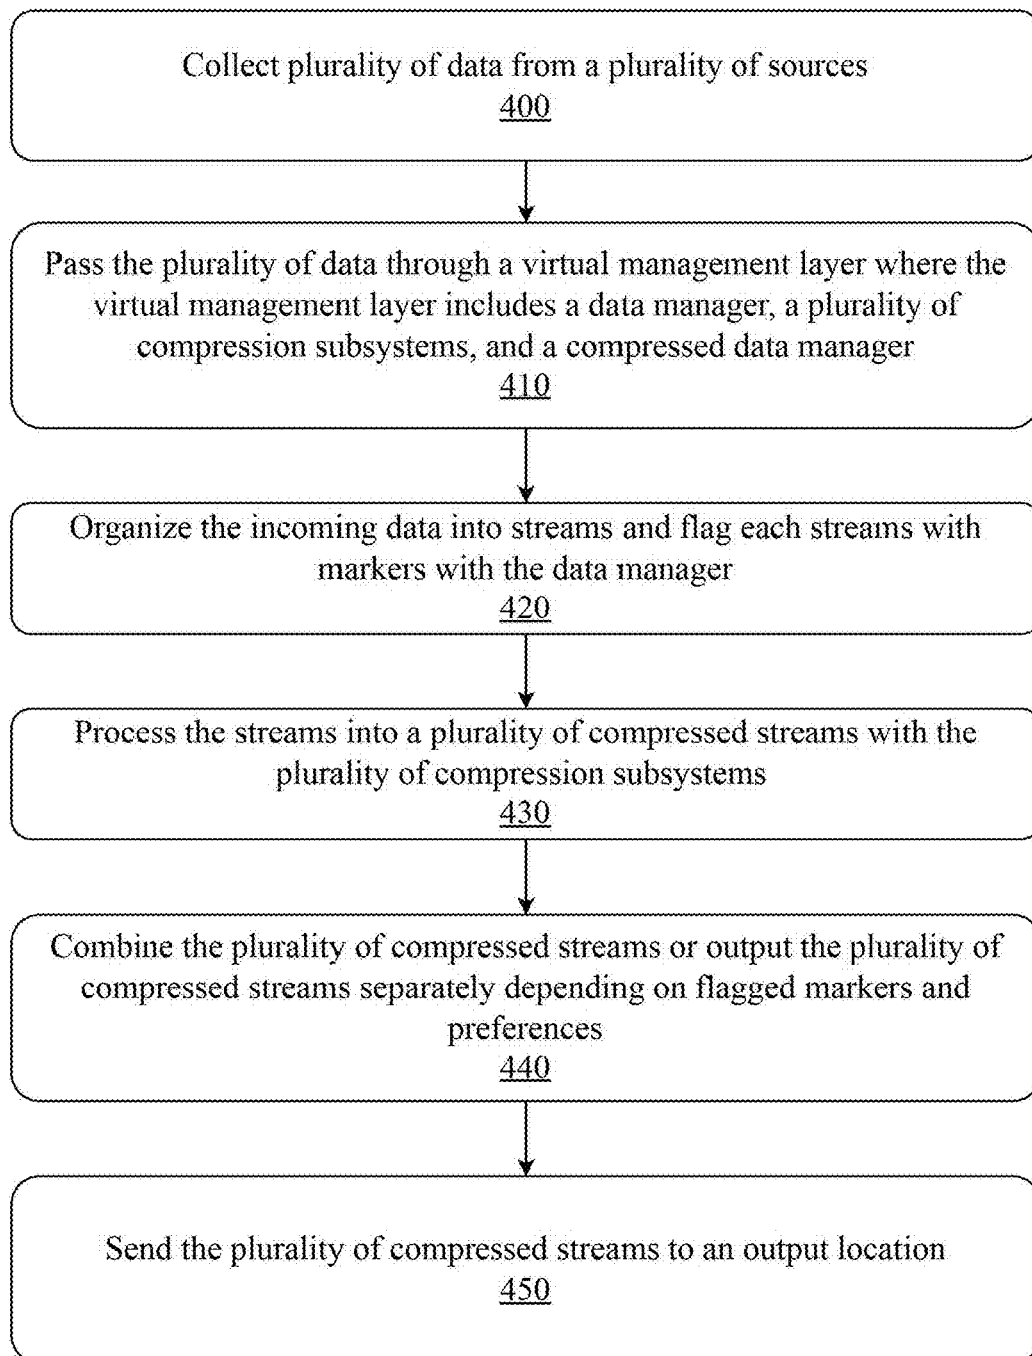 Collect plurality of data from a plurality of sources
400
Pass the plurality of data through a virtual management layer where the
virtual management layer includes a data manager, a plurality of
compression subsystems, and a compressed data manager
410
Organize the incoming data into streams and flag each streams with
markers with the data manager
420
Process the streams into a plurality of compressed streams with the
plurality of compression subsystems
430
Combine the plurality of compressed streams or output the plurality of
compressed streams separately depending on flagged markers and
preferences
440
Send the plurality of compressed streams to an output location
450